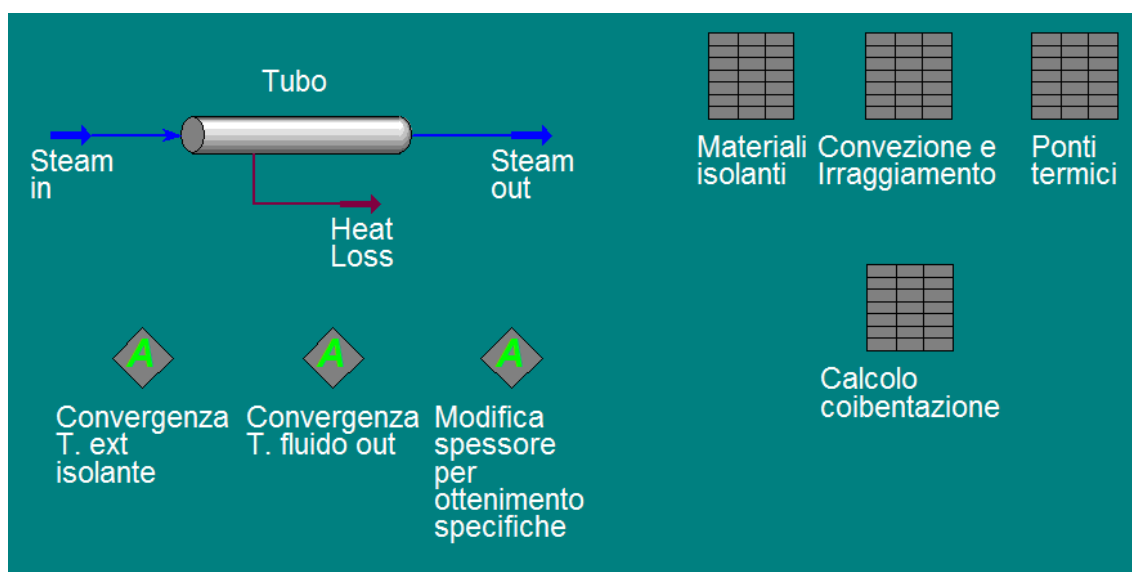 Tubo
Steam
in
Steam
out
Heat
Loss
Materiali
isolanti
Convezione e
Irraggiamento
Ponti
termici
Calcolo
coibentazione
A
Convergenza
T. ext
isolante
A
Convergenza
T. fluido out
A
Modifica
spessore
per
ottenimento
specifiche